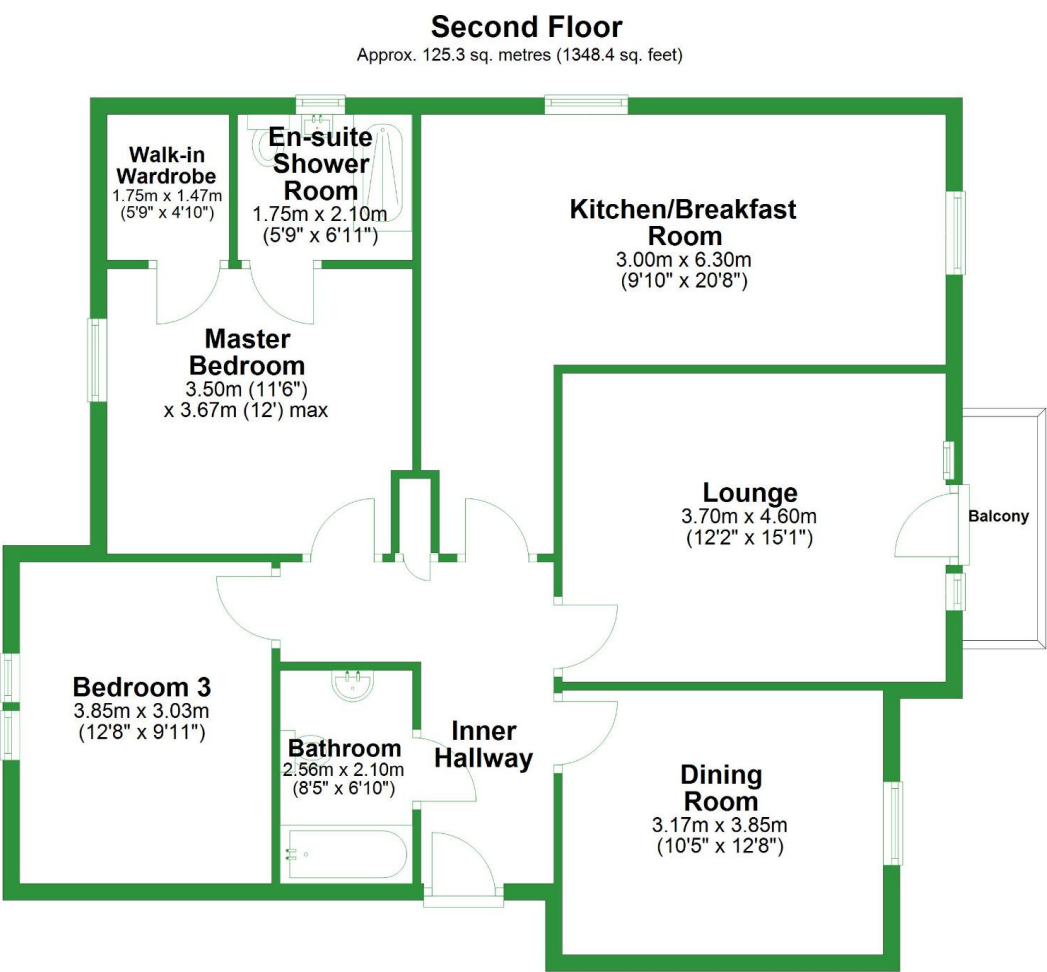 Second Floor
Approx. 125.3 sq. metres (1348.4 sq. feet)
Walk-in
Wardrobe
1.75m x 1.47m
(5'9" x 4'10")
En-suite
Shower
Room
1.75m x 2.10m
(5'9" x 6'11")
Kitchen/Breakfast
Room
3.00m x 6.30m
(9'10" x 20'8")
Master
Bedroom
3.50m (11'6")
x 3.67m (12') max
Lounge
3.70m x 4.60m
(12'2" x 15'1")
Balcony
Bedroom 3
3.85m x 3.03m
(12'8" x 9'11")
Bathroom
2.56m x 2.10m
(8'5" x 6'10")
Inner
Hallway
Dining
Room
3.17m x 3.85m
(10'5" x 12'8")